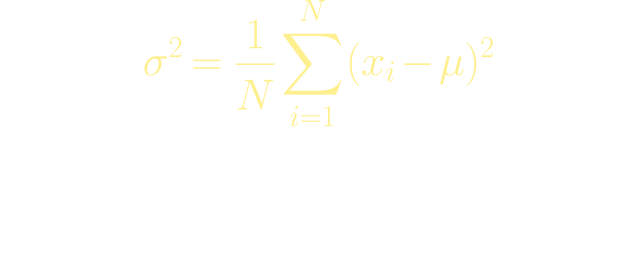 σ² = 1/N ∑_{i=1}^{N} (x_i − μ)²